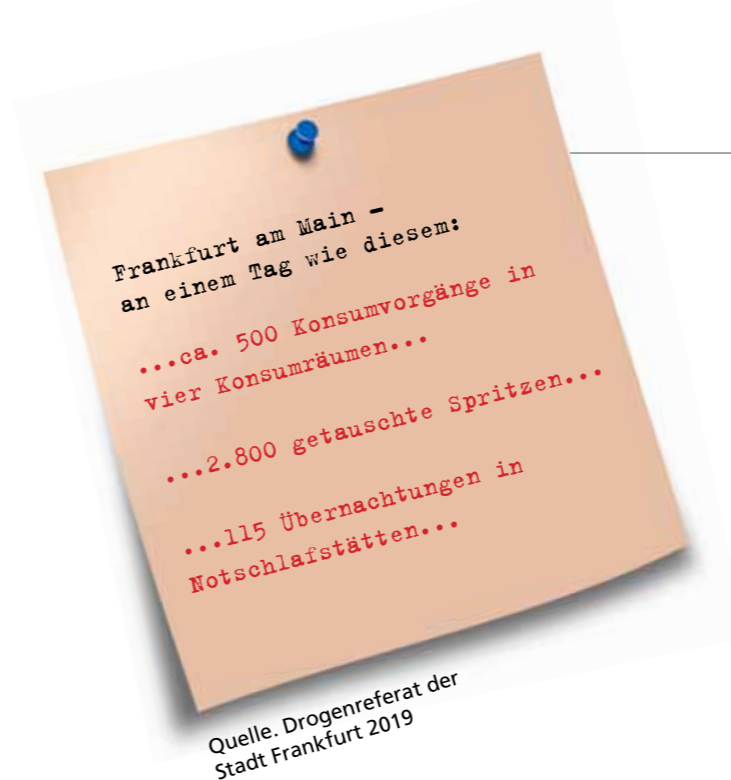 Frankfurt am Main –
an einem Tag wie diesem:
...ca. 500 Konsumvorgänge in
vier Konsumräumen...
...2.800 getauschte Spritzen...
...115 Übernachtungen in
Notschlafstätten...
Quelle. Drogenreferat der
Stadt Frankfurt 2019